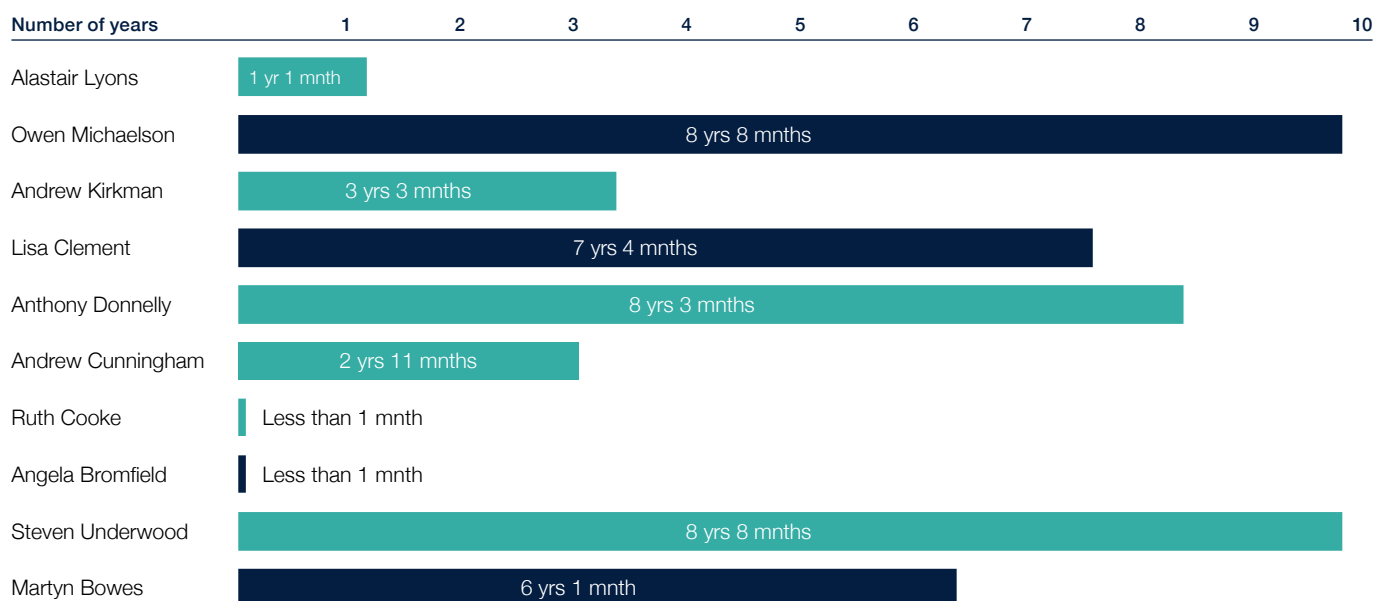 Number of years 1 2 3 4 5 6 7 8 9 10
Alastair Lyons 1 yr 1 mnth
Owen Michaelson 8 yrs 8 mnths
Andrew Kirkman 3 yrs 3 mnths
Lisa Clement 7 yrs 4 mnths
Anthony Donnelly 8 yrs 3 mnths
Andrew Cunningham 2 yrs 11 mnths
Ruth Cooke Less than 1 mnth
Angela Bromfield Less than 1 mnth
Steven Underwood 8 yrs 8 mnths
Martyn Bowes 6 yrs 1 mnth